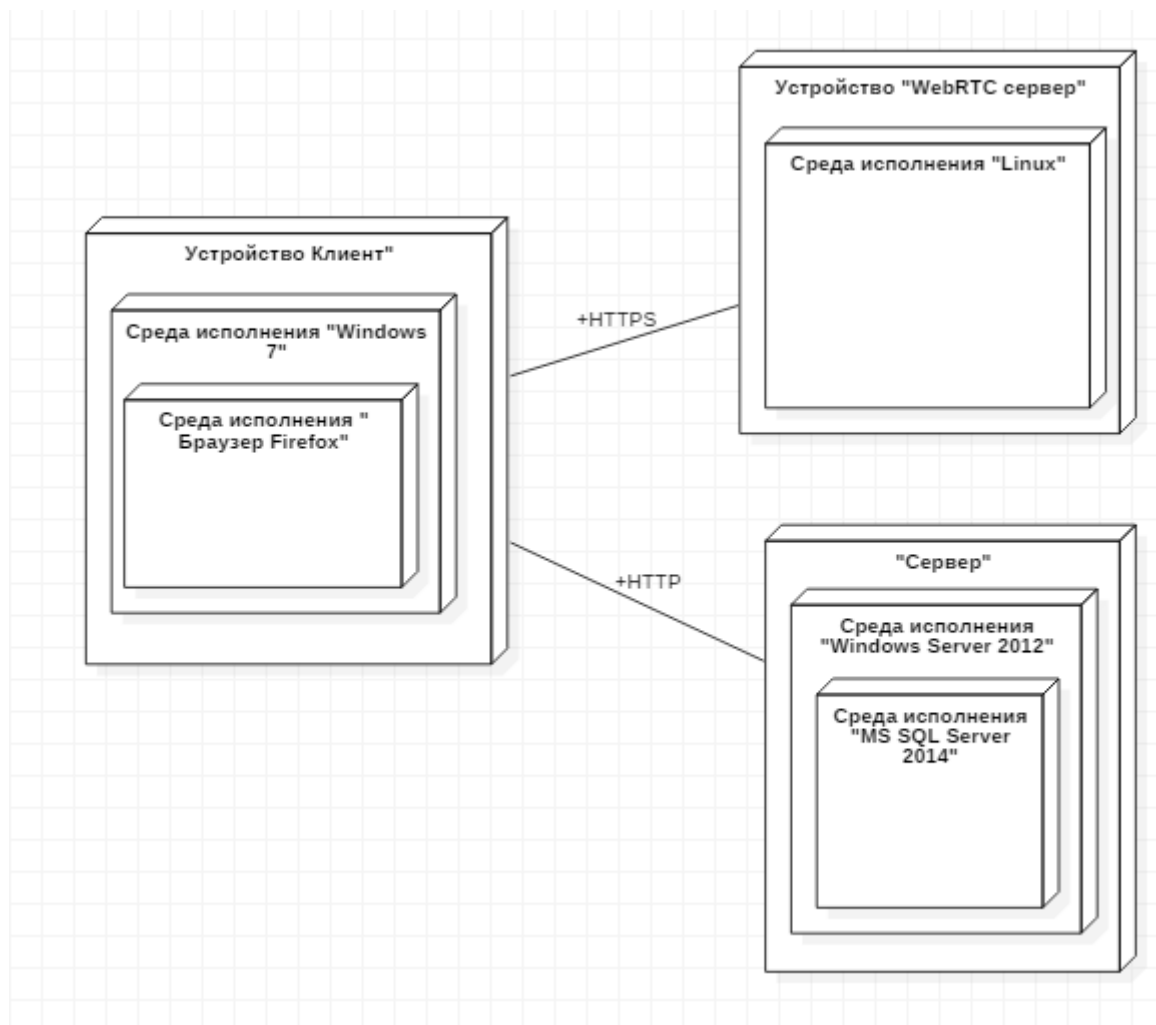 Устройство "WebRTC сервер"
Среда исполнения "Linux"
Устройство Клиент"
Среда исполнения "Windows
7"
Среда исполнения "
Браузер Firefox"
+HTTPS
+HTTP
"Сервер"
Среда исполнения
"Windows Server 2012"
Среда исполнения
"MS SQL Server
2014"